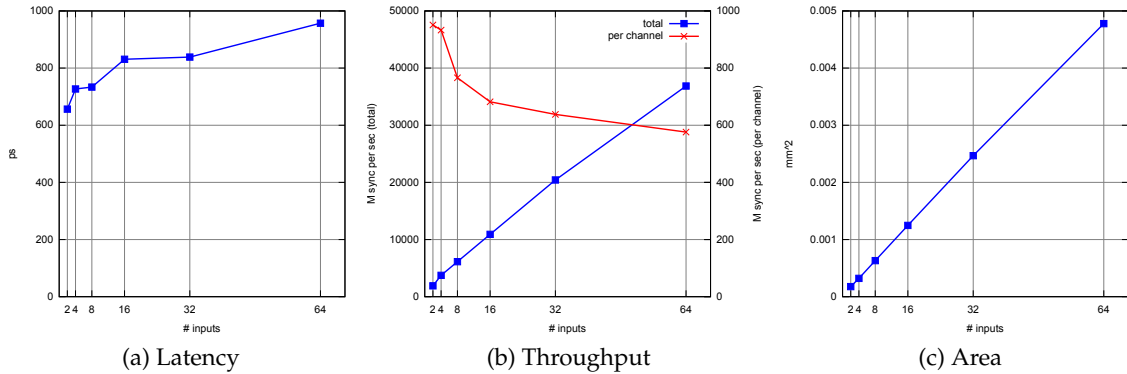 1000
800
600
400
200
0
ps
2 4 8 16 32 64
# inputs
(a) Latency
50000
40000
30000
20000
10000
0
M sync per sec (total)
total
per channel
1000
800
600
400
200
0
M sync per sec (per channel)
2 4 8 16 32 64
# inputs
(b) Throughput
0.005
0.004
0.003
0.002
0.001
0
mm^2
2 4 8 16 32 64
# inputs
(c) Area